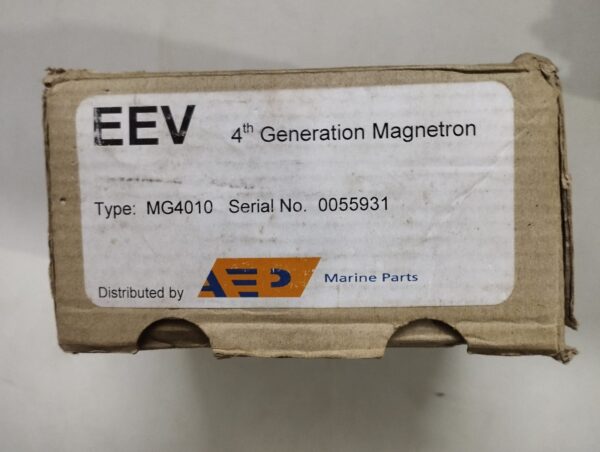 EEV 4th Generation Magnetron
Type: MG4010 Serial No. 0055931
Distributed by AEP Marine Parts